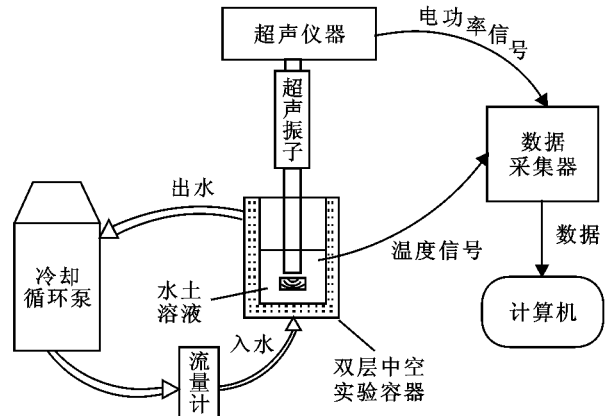 超声仪器
电功率信号
超声振子
数据
采集器
出水
温度信号
数据
冷却
循环泵
水土
溶液
计算机
入水
流量计
双层中空
实验容器